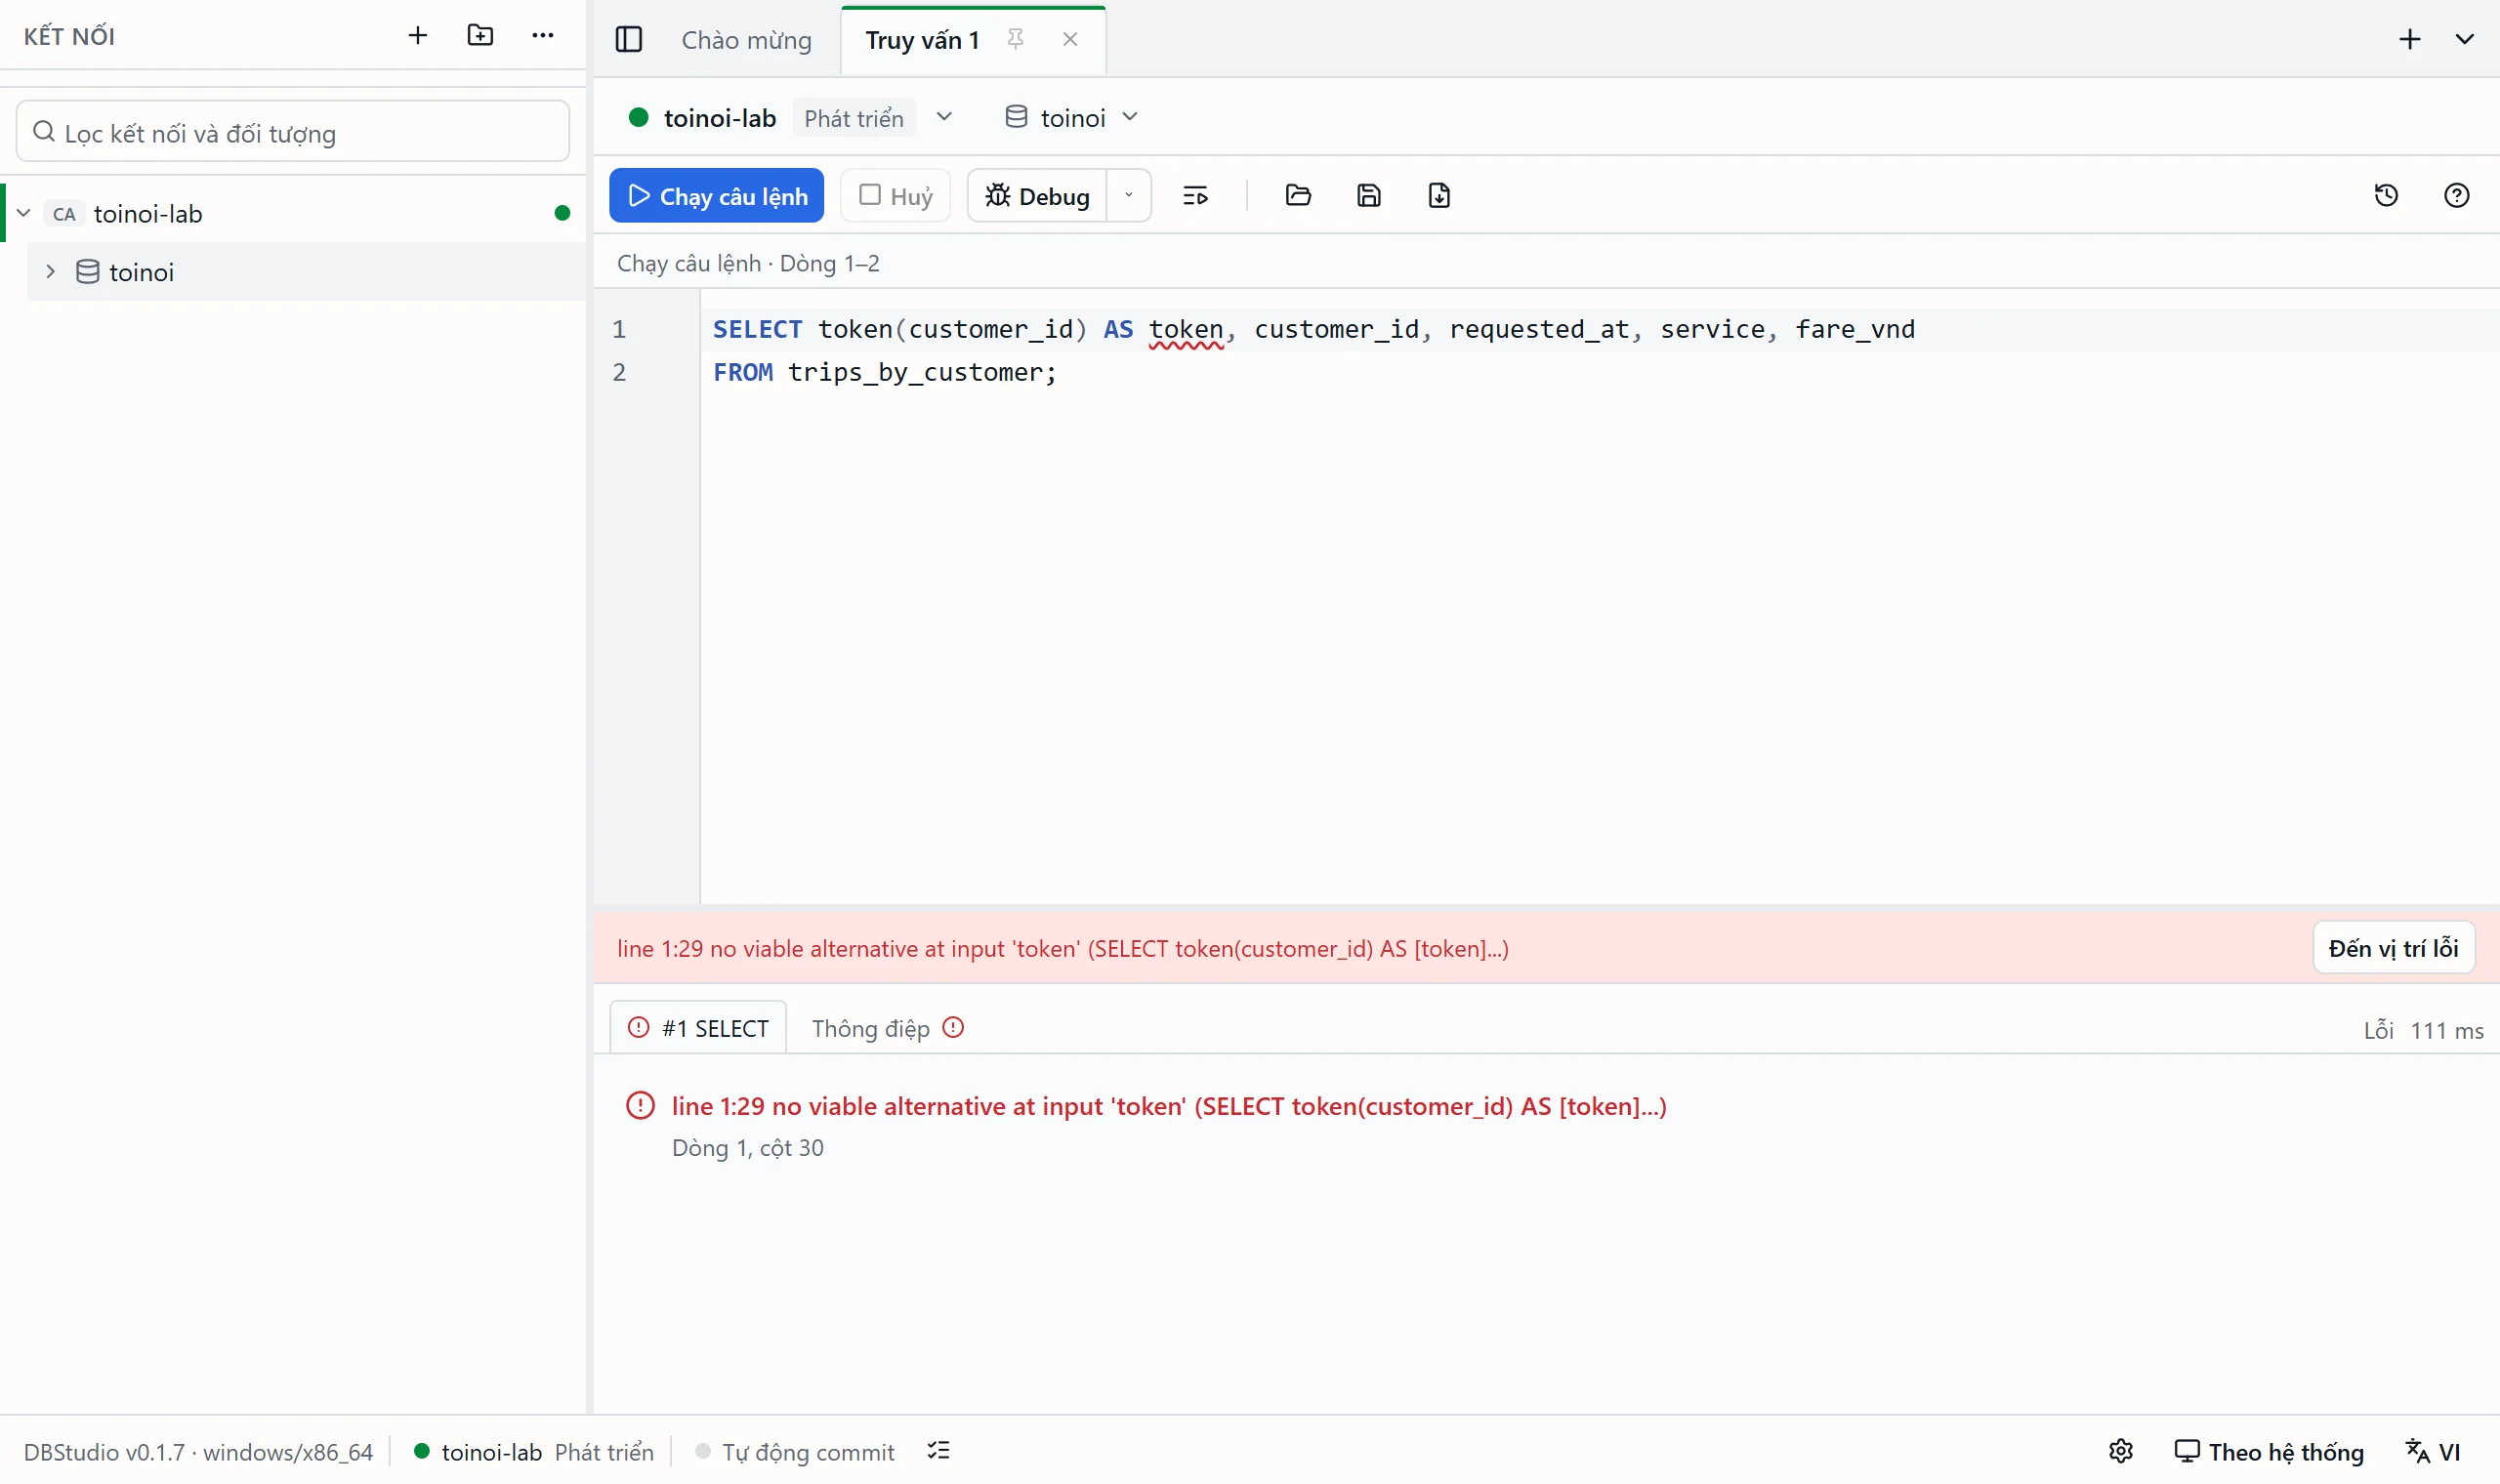 KẾT NỐI
Lọc kết nối và đối tượng
CA toinoi-lab
toinoi
Chào mừng
Truy vấn 1
toinoi-lab Phát triển
toinoi
Chạy câu lệnh
Huỷ
Debug
Chạy câu lệnh · Dòng 1–2
1 SELECT token(customer_id) AS token, customer_id, requested_at, service, fare_vnd
2 FROM trips_by_customer;
line 1:29 no viable alternative at input 'token' (SELECT token(customer_id) AS [token]...)
Đến vị trí lỗi
#1 SELECT
Thông điệp
Lỗi 111 ms
line 1:29 no viable alternative at input 'token' (SELECT token(customer_id) AS [token]...)
Dòng 1, cột 30
DBStudio v0.1.7 · windows/x86_64
toinoi-lab Phát triển
Tự động commit
Theo hệ thống
VI